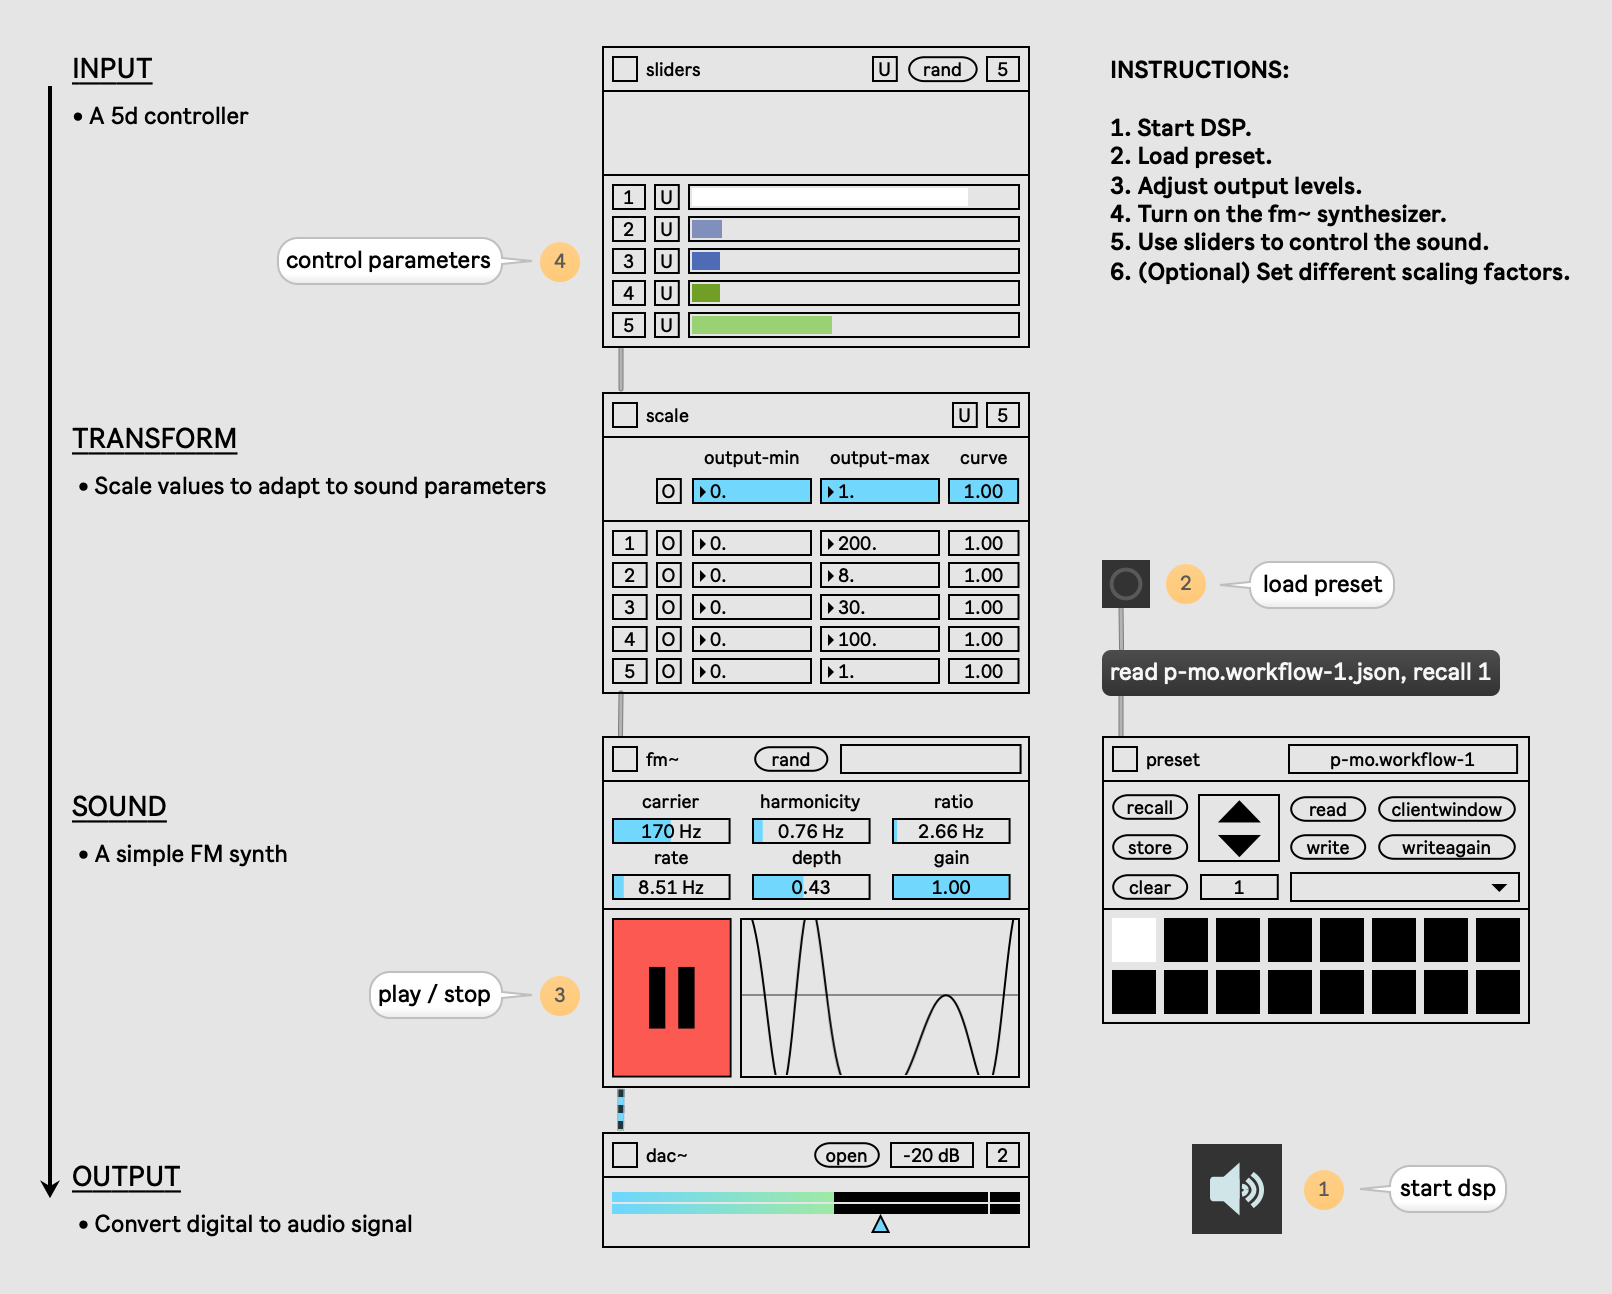 INPUT
• A 5d controller
sliders U rand 5
1 U
2 U
3 U
4 U
5 U
control parameters 4
INSTRUCTIONS:
1. Start DSP.
2. Load preset.
3. Adjust output levels.
4. Turn on the fm~ synthesizer.
5. Use sliders to control the sound.
6. (Optional) Set different scaling factors.
TRANSFORM
• Scale values to adapt to sound parameters
scale U 5
output-min output-max curve
O 0. 1. 1.00
1 O 0. 200. 1.00
2 O 0. 8. 1.00
3 O 0. 30. 1.00
4 O 0. 100. 1.00
5 O 0. 1. 1.00
2 load preset
read p-mo.workflow-1.json, recall 1
SOUND
• A simple FM synth
fm~ rand
carrier harmonicity ratio
170 Hz 0.76 Hz 2.66 Hz
rate depth gain
8.51 Hz 0.43 1.00
play / stop 3
preset p-mo.workflow-1
recall read clientwindow
store write writeagain
clear 1
OUTPUT
• Convert digital to audio signal
dac~ open -20 dB 2
1 start dsp